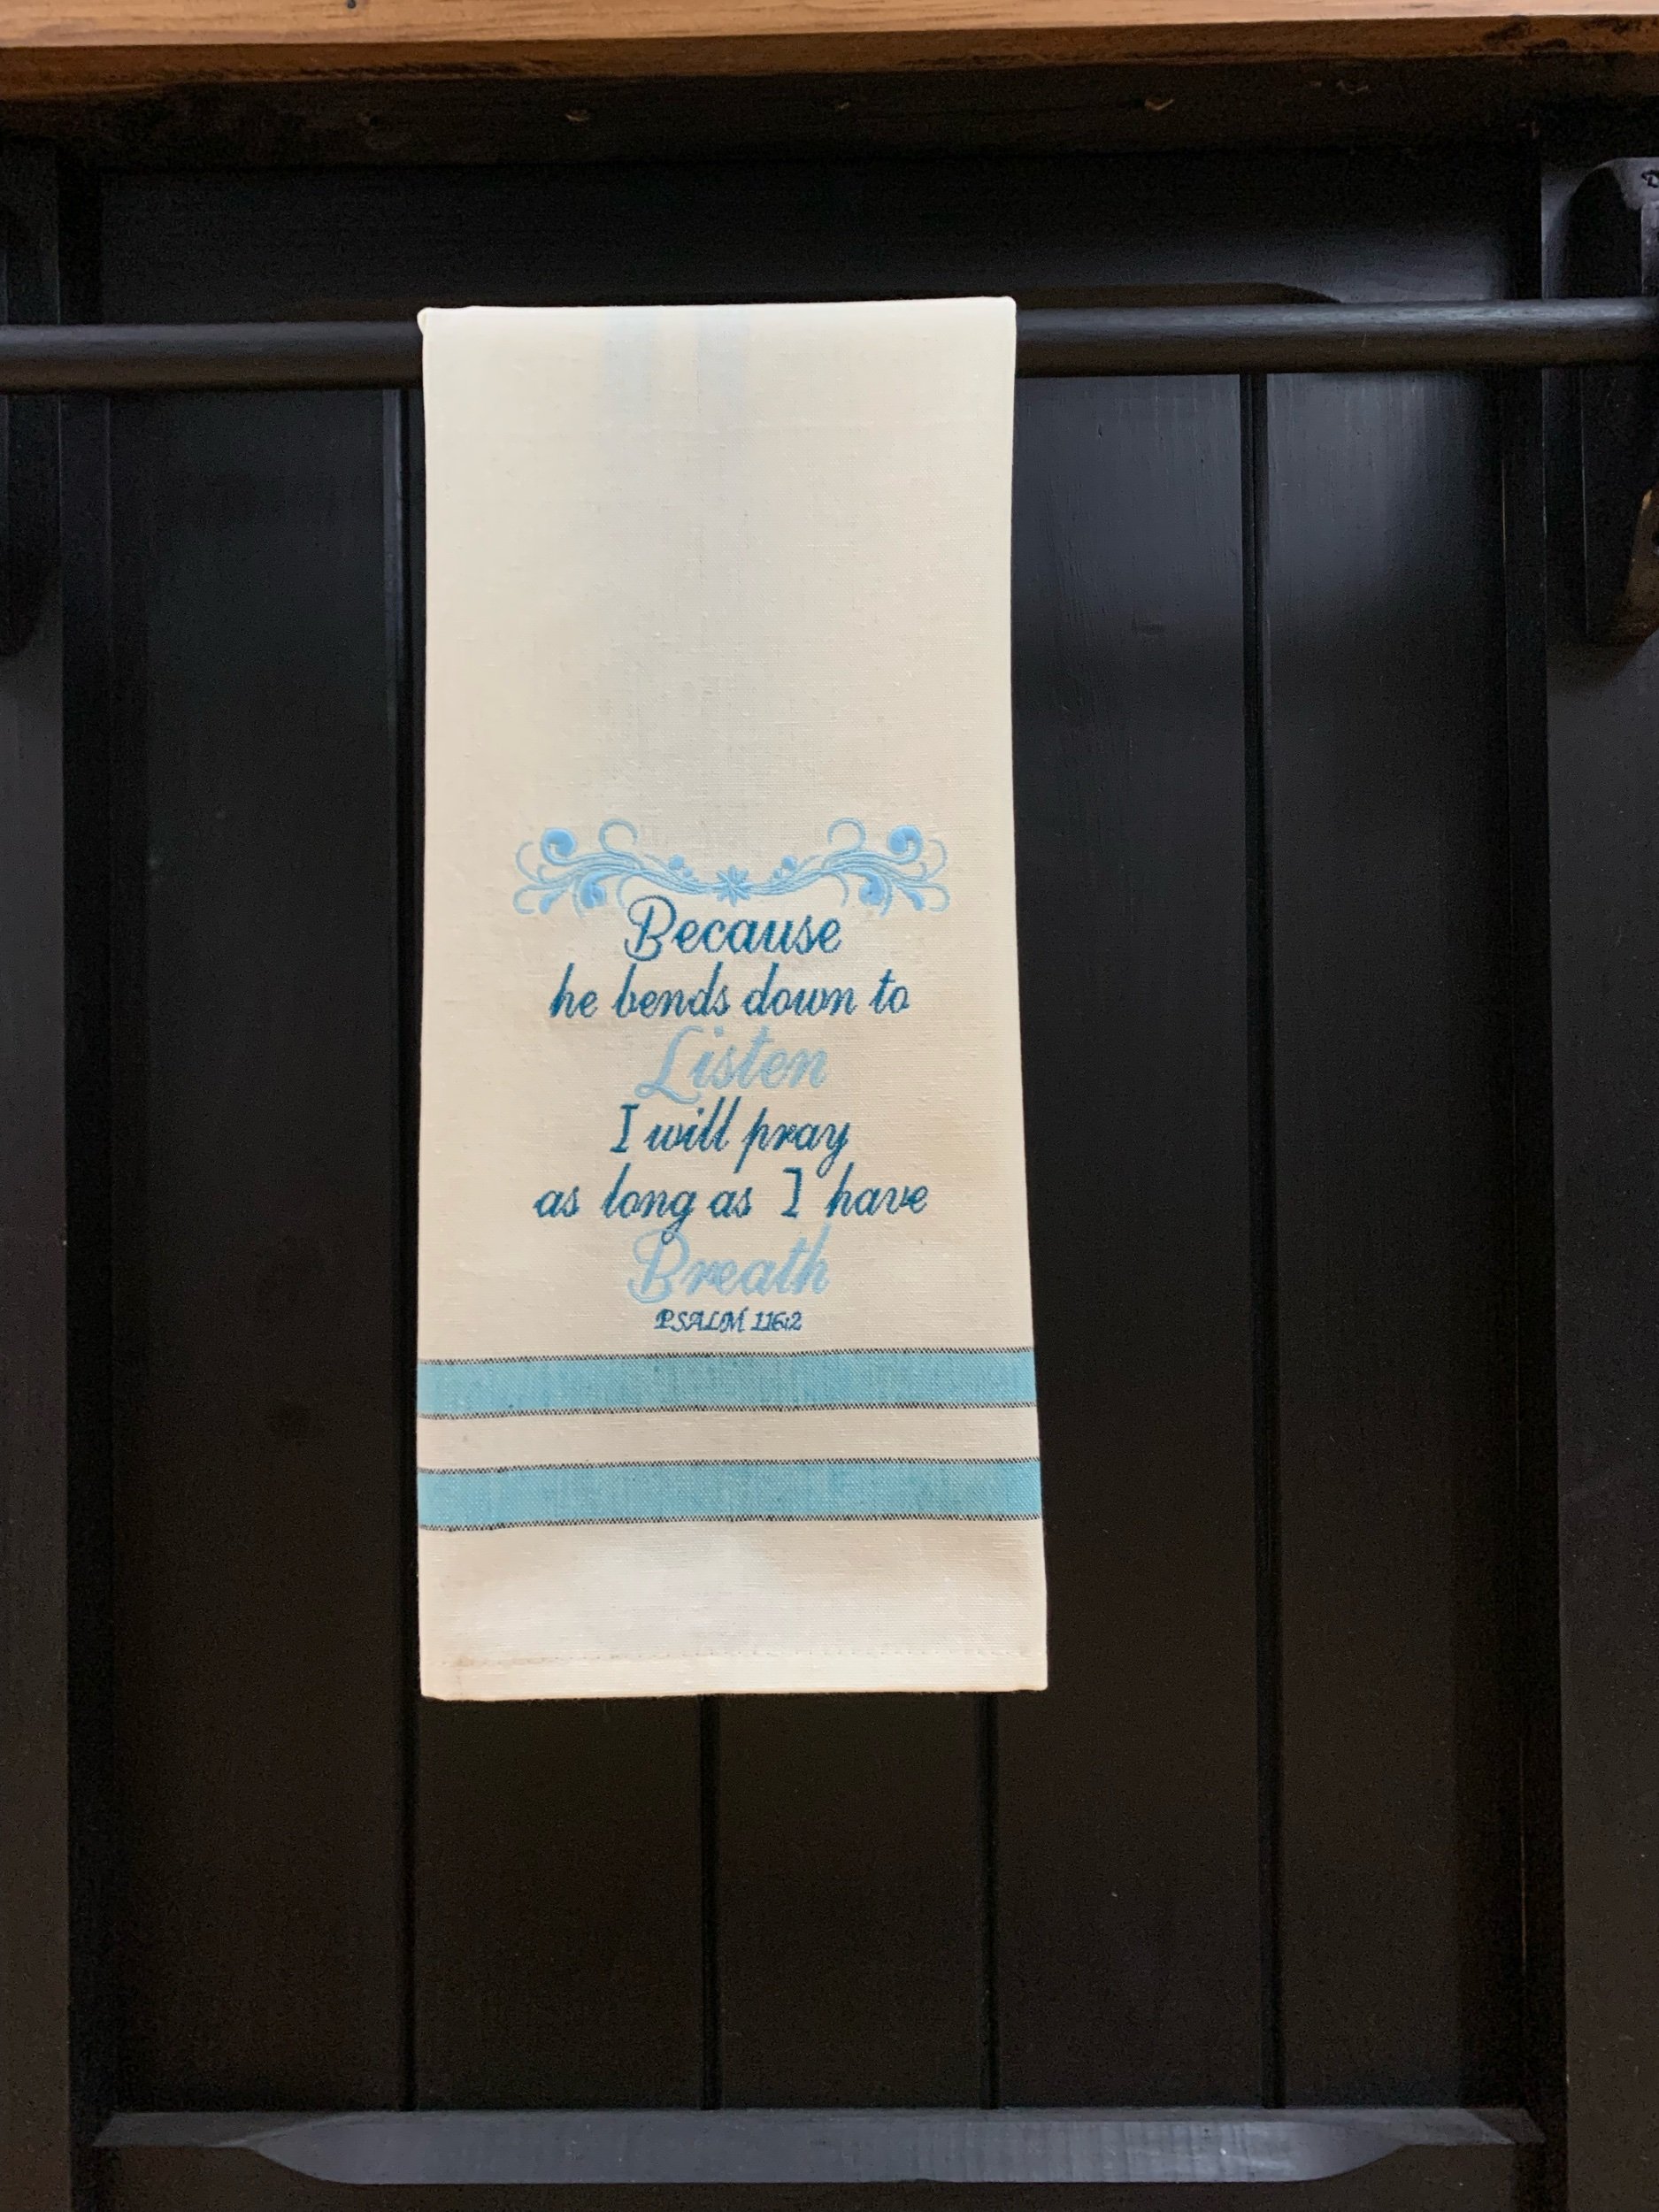 Because
he bends down to
Listen
I will pray
as long as I have
Breath
PSALM 116:2